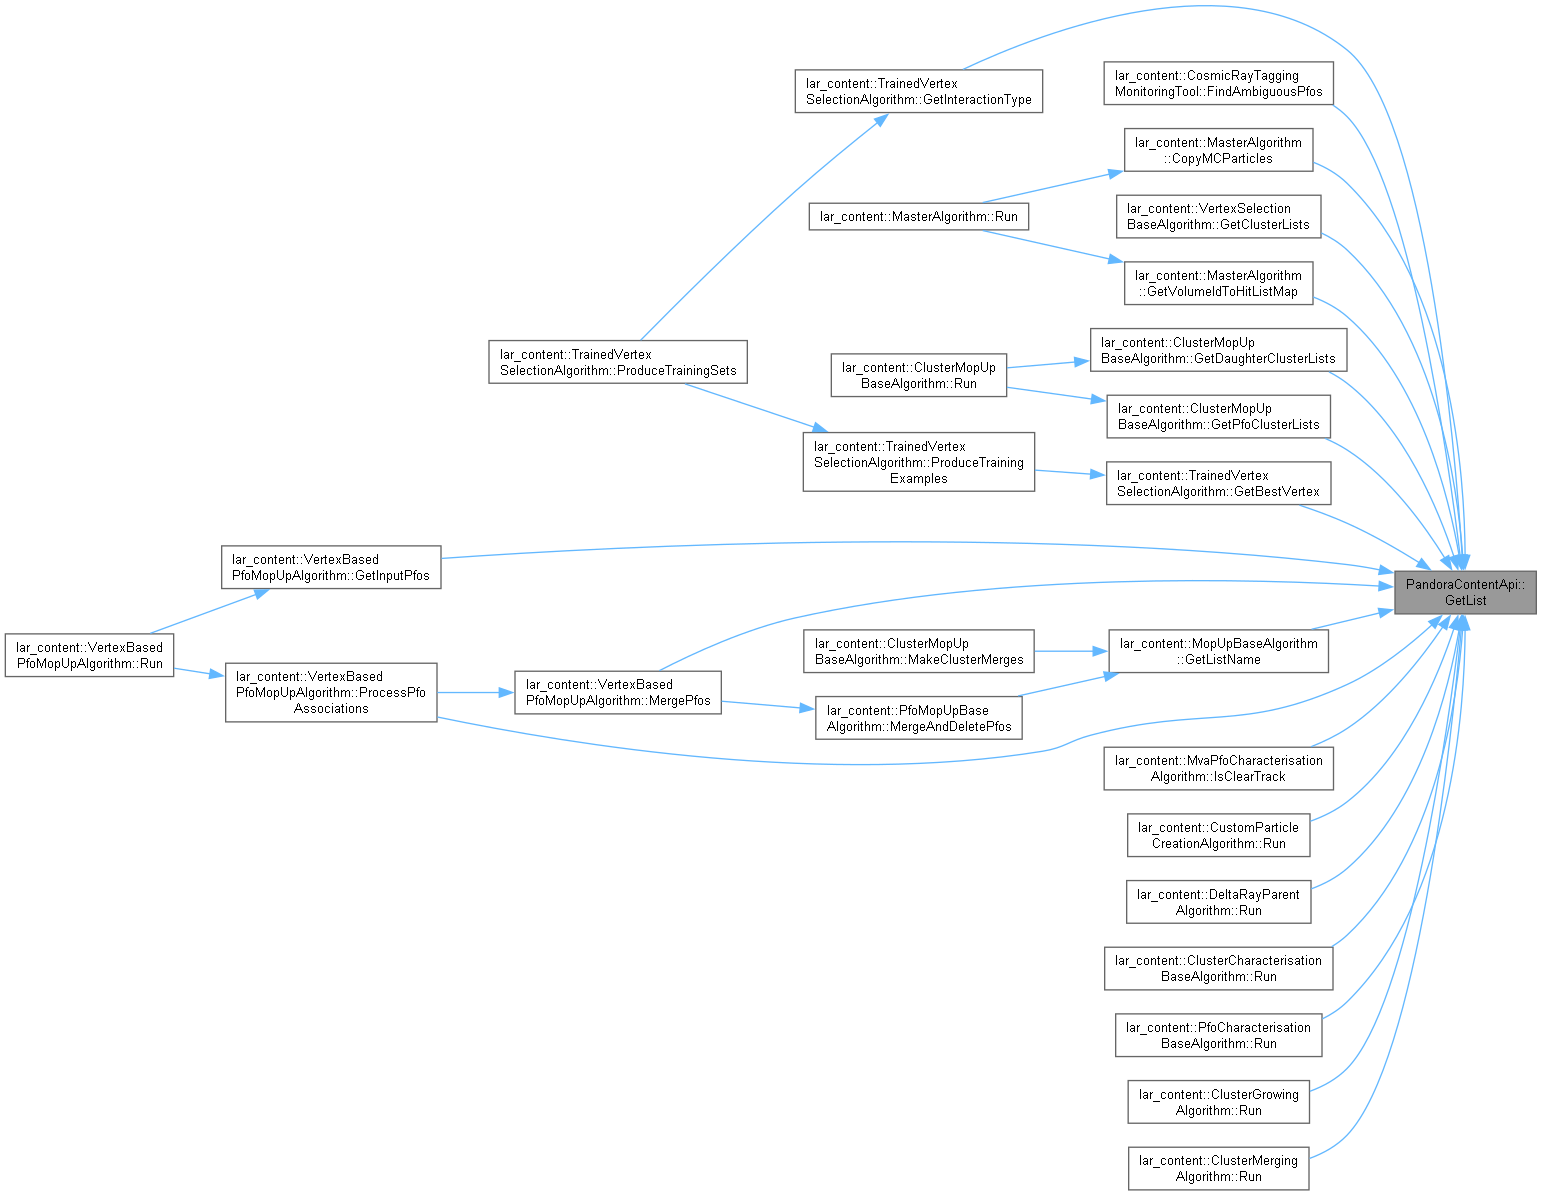 lar_content::TrainedVertex
SelectionAlgorithm::GetInteractionType
lar_content::CosmicRayTagging
MonitoringTool::FindAmbiguousPfos
lar_content::MasterAlgorithm
::CopyMCParticles
lar_content::MasterAlgorithm::Run
lar_content::VertexSelection
BaseAlgorithm::GetClusterLists
lar_content::MasterAlgorithm
::GetVolumeIdToHitListMap
lar_content::TrainedVertex
SelectionAlgorithm::ProduceTrainingSets
lar_content::ClusterMopUp
BaseAlgorithm::Run
lar_content::ClusterMopUp
BaseAlgorithm::GetDaughterClusterLists
lar_content::ClusterMopUp
BaseAlgorithm::GetPfoClusterLists
lar_content::TrainedVertex
SelectionAlgorithm::ProduceTraining
Examples
lar_content::TrainedVertex
SelectionAlgorithm::GetBestVertex
lar_content::VertexBased
PfoMopUpAlgorithm::GetInputPfos
PandoraContentApi::
GetList
lar_content::VertexBased
PfoMopUpAlgorithm::Run
lar_content::VertexBased
PfoMopUpAlgorithm::ProcessPfo
Associations
lar_content::VertexBased
PfoMopUpAlgorithm::MergePfos
lar_content::ClusterMopUp
BaseAlgorithm::MakeClusterMerges
lar_content::MopUpBaseAlgorithm
::GetListName
lar_content::PfoMopUpBase
Algorithm::MergeAndDeletePfos
lar_content::MvaPfoCharacterisation
Algorithm::IsClearTrack
lar_content::CustomParticle
CreationAlgorithm::Run
lar_content::DeltaRayParent
Algorithm::Run
lar_content::ClusterCharacterisation
BaseAlgorithm::Run
lar_content::PfoCharacterisation
BaseAlgorithm::Run
lar_content::ClusterGrowing
Algorithm::Run
lar_content::ClusterMerging
Algorithm::Run